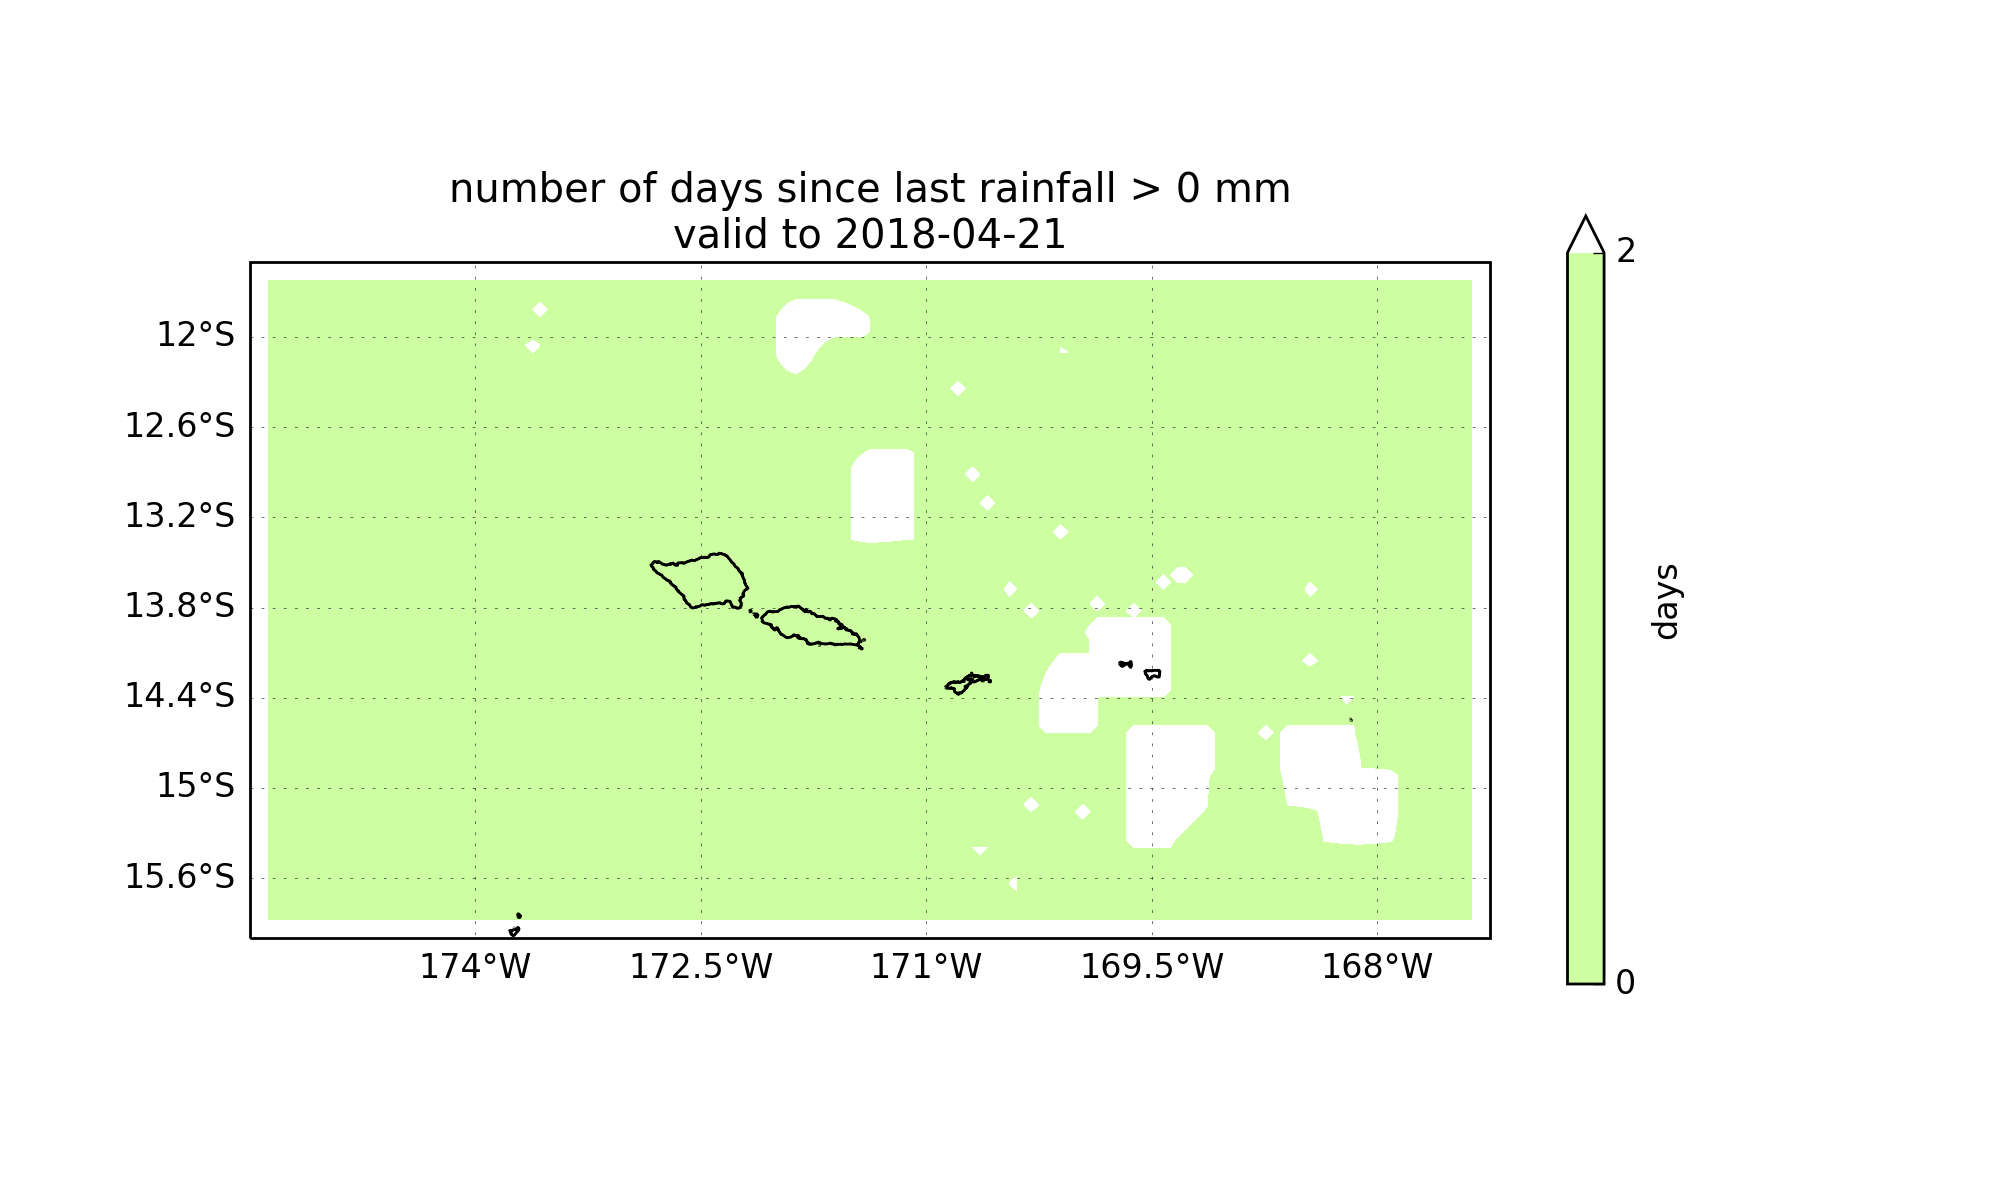 number of days since last rainfall > 0 mm
valid to 2018-04-21
12°S
12.6°S
13.2°S
13.8°S
14.4°S
15°S
15.6°S
174°W
172.5°W
171°W
169.5°W
168°W
2
0
days